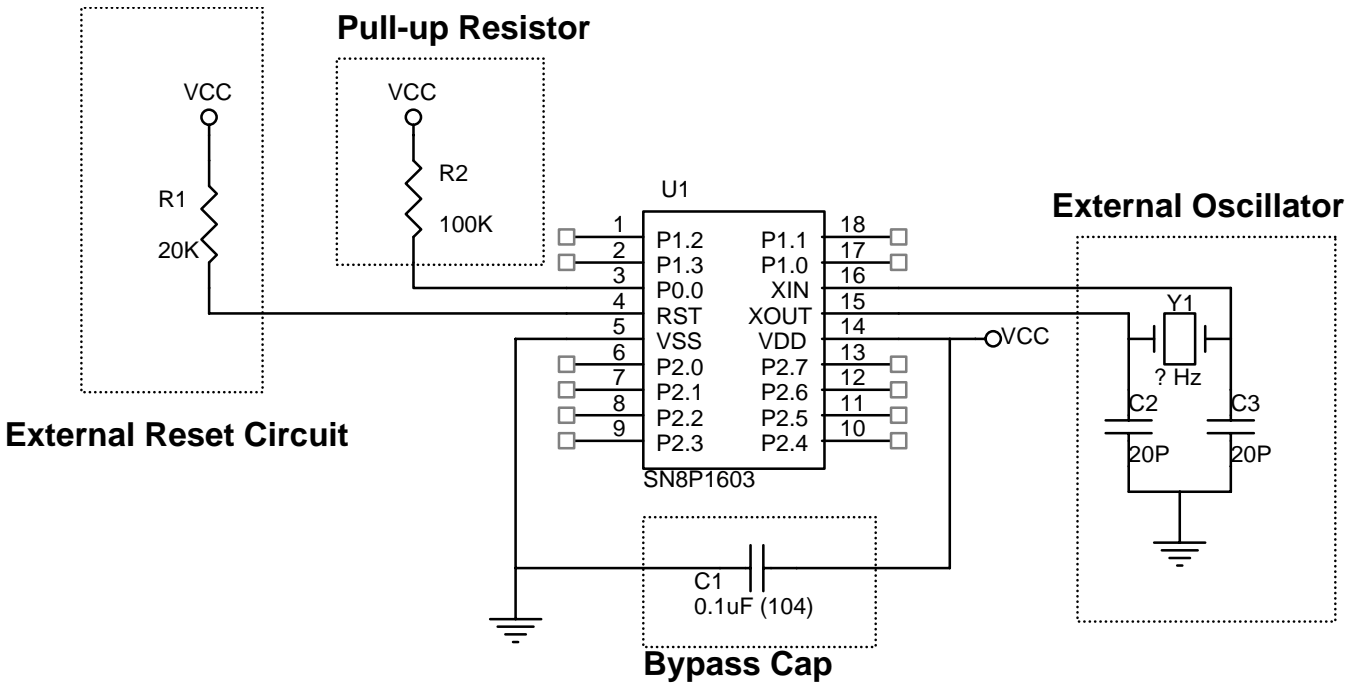 Pull-up Resistor
VCC
VCC
R1
20K
R2
100K
U1
1 P1.2 P1.1 18
2 P1.3 P1.0 17
3 P0.0 XIN 16
4 RST XOUT 15
5 VSS VDD 14
6 P2.0 P2.7 13
7 P2.1 P2.6 12
8 P2.2 P2.5 11
9 P2.3 P2.4 10
SN8P1603
VCC
External Oscillator
Y1
? Hz
C2
20P
C3
20P
External Reset Circuit
C1
0.1uF (104)
Bypass Cap